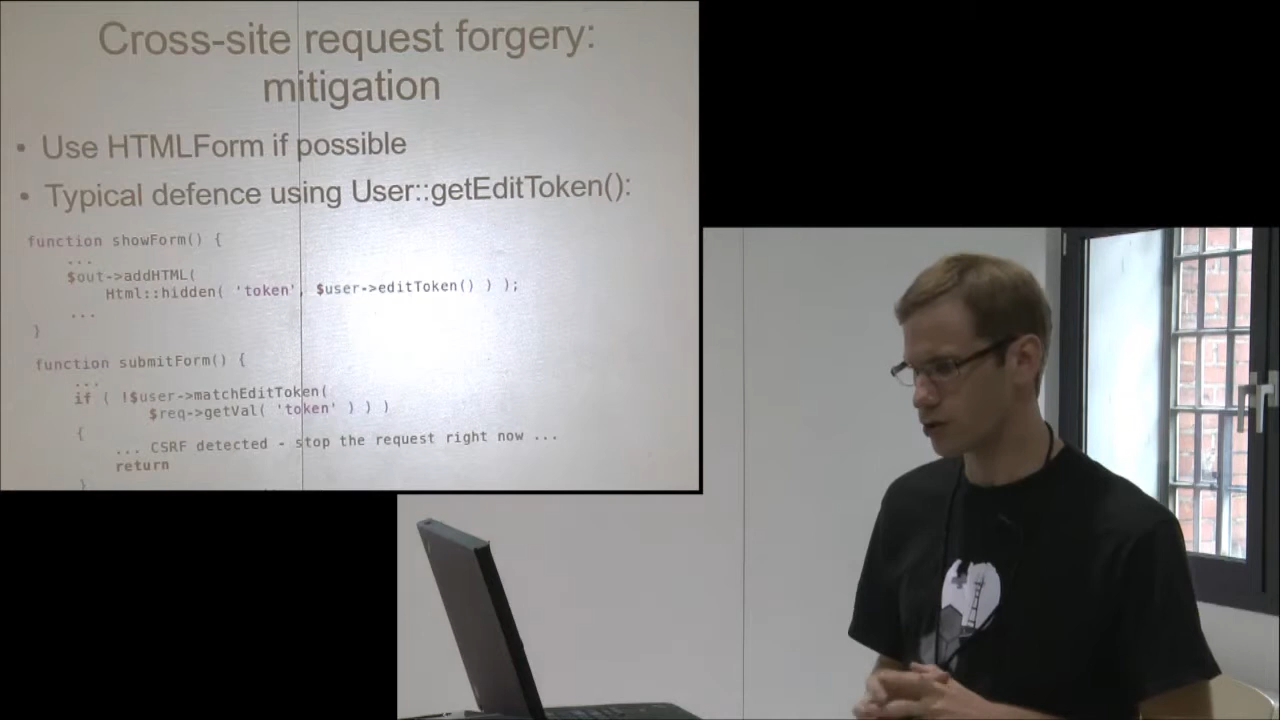 Cross-site request forgery:
mitigation
• Use HTMLForm if possible
• Typical defence using User::getEditToken():
function showForm() {
...
$out->addHTML(
Html::hidden( 'token', $user->editToken() ) );
...
}
function submitForm() {
...
if ( !$user->matchEditToken(
$req->getVal( 'token' ) ) )
{
... CSRF detected - stop the request right now ...
return
}